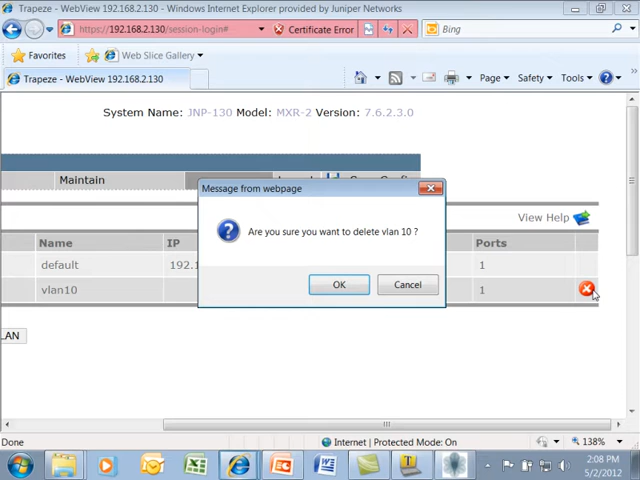 Trapeze - WebView 192.168.2.130 - Windows Internet Explorer provided by Juniper Networks
https://192.168.2.130/session-login#
Certificate Error
Bing
Favorites
Web Slice Gallery
Trapeze - WebView 192.168.2.130
Page
Safety
Tools
System Name: JNP-130 Model: MXR-2 Version: 7.6.2.3.0
Maintain
Message from webpage
View Help
Are you sure you want to delete vlan 10 ?
Name IP Ports
default 192.1 1
OK Cancel
vlan10 1
LAN
Done
Internet | Protected Mode: On
138%
2:08 PM
5/2/2012